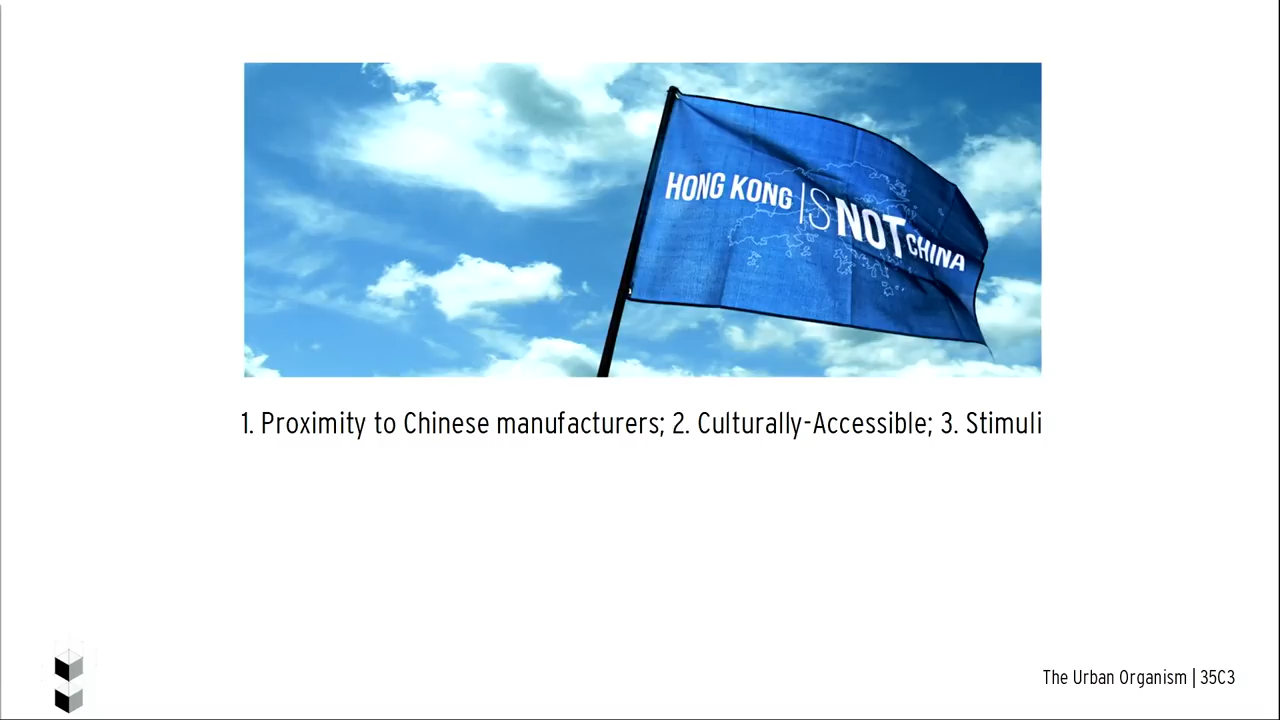 HONG KONG IS NOT CHINA
1. Proximity to Chinese manufacturers; 2. Culturally-Accessible; 3. Stimuli
The Urban Organism | 35C3